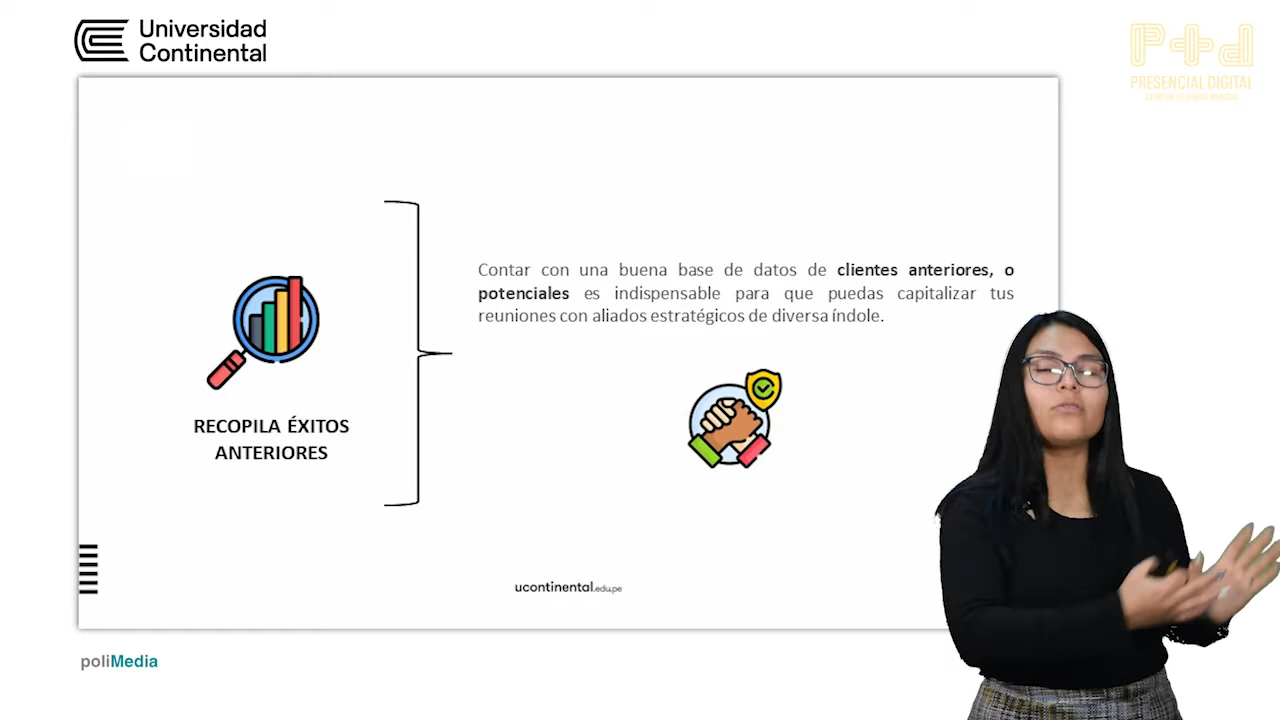 Universidad
Continental
P+d
PRESENCIAL DIGITAL
Contar con una buena base de datos de clientes anteriores, o
potenciales es indispensable para que puedas capitalizar tus
reuniones con aliados estratégicos de diversa índole.
RECOPILA ÉXITOS
ANTERIORES
ucontinental.edu.pe
poliMedia